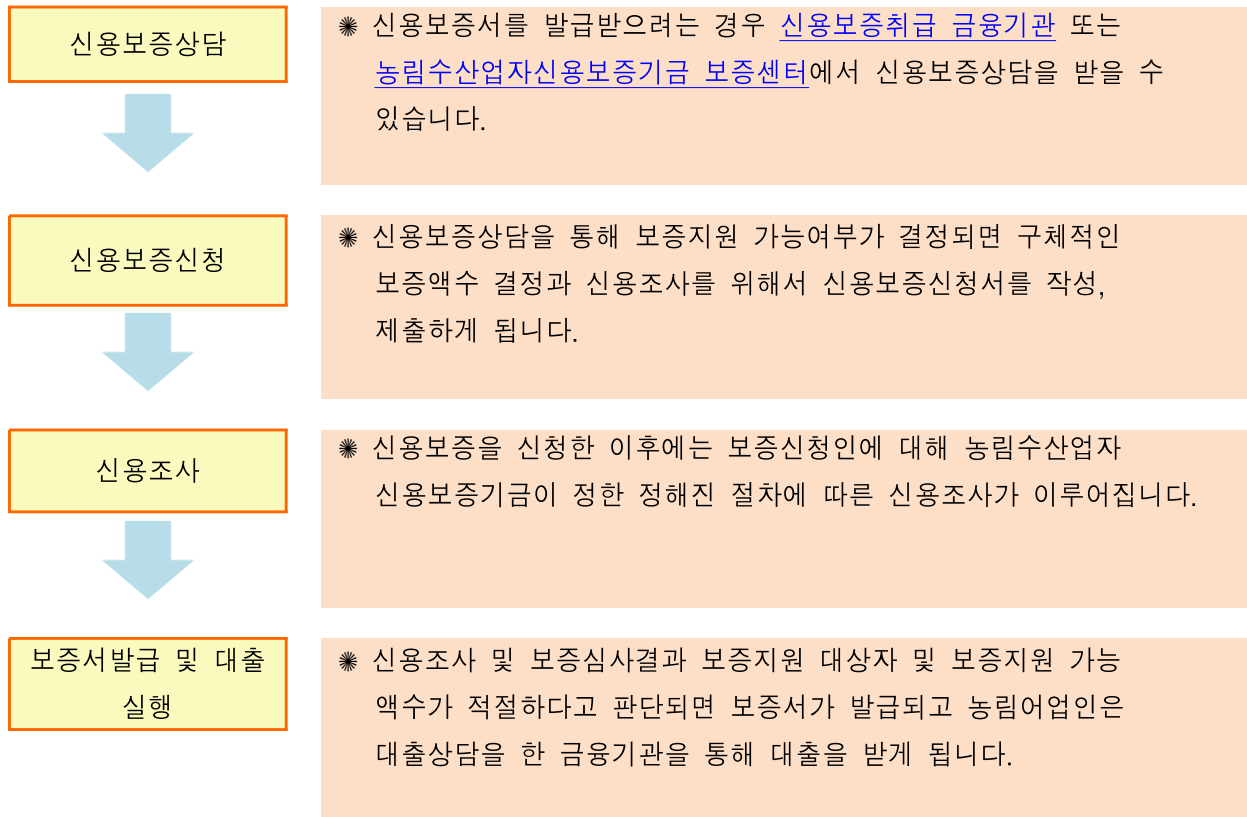 신용보증상담
✺ 신용보증서를 발급받으려는 경우 신용보증취급 금융기관 또는
농림수산업자신용보증기금 보증센터에서 신용보증상담을 받을 수
있습니다.
신용보증신청
✺ 신용보증상담을 통해 보증지원 가능여부가 결정되면 구체적인
보증액수 결정과 신용조사를 위해서 신용보증신청서를 작성,
제출하게 됩니다.
신용조사
✺ 신용보증을 신청한 이후에는 보증신청인에 대해 농림수산업자
신용보증기금이 정한 정해진 절차에 따른 신용조사가 이루어집니다.
보증서발급 및 대출
실행
✺ 신용조사 및 보증심사결과 보증지원 대상자 및 보증지원 가능
액수가 적절하다고 판단되면 보증서가 발급되고 농림어업인은
대출상담을 한 금융기관을 통해 대출을 받게 됩니다.